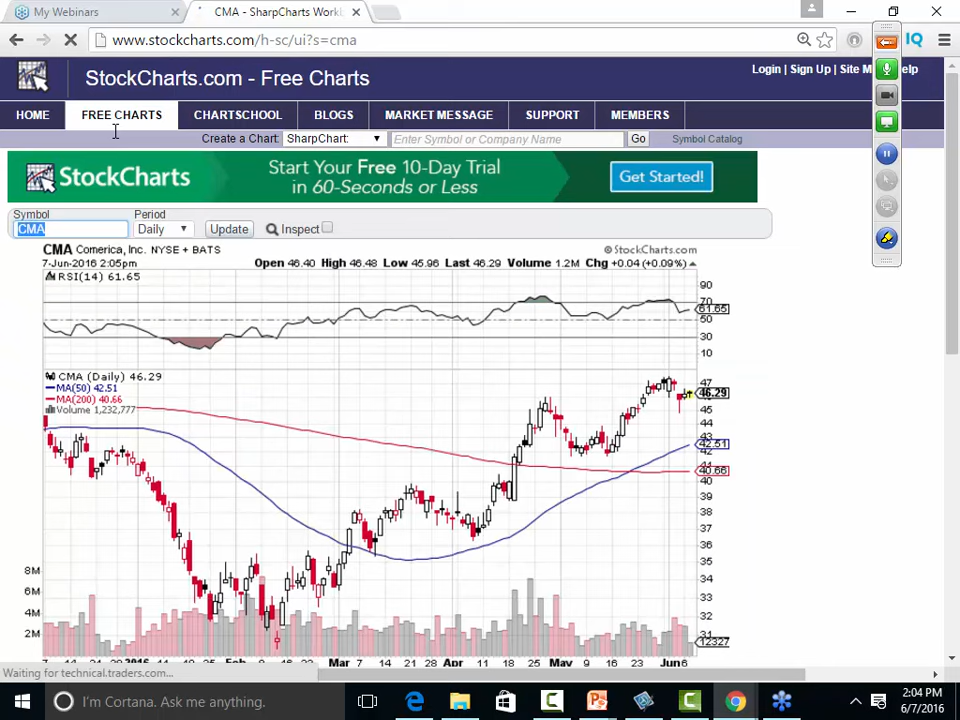 My Webinars
CMA - SharpCharts Workb
www.stockcharts.com/h-sc/ui?s=cma
IQ
StockCharts.com - Free Charts
Login | Sign Up | Site M elp
HOME FREE CHARTS CHARTSCHOOL BLOGS MARKET MESSAGE SUPPORT MEMBERS
Create a Chart: SharpChart: Enter Symbol or Company Name Go Symbol Catalog
StockCharts Start Your Free 10-Day Trial
in 60-Seconds or Less
Get Started!
Symbol Period
CMA Daily Update Inspect
CMA Comerica, Inc. NYSE + BATS © StockCharts.com
7-Jun-2016 2:05pm Open 46.40 High 46.48 Low 45.96 Last 46.29 Volume 1.2M Chg +0.04 (+0.09%)
RSI(14) 61.65
90
70
61.65
50
30
10
CMA (Daily) 46.29
MA(50) 42.51
MA(200) 40.66
Volume 1,232,777
47
46.29
45
44
43
42.51
42
41
40.66
40
39
38
37
36
35
34
33
32
31
12327
8M
6M
4M
2M
7 14 2016 Feb 8 16 22 Mar 7 14 21 Apr 11 18 25 May 9 16 23 Jun 6
Waiting for technical.traders.com...
I'm Cortana. Ask me anything.
2:04 PM
6/7/2016